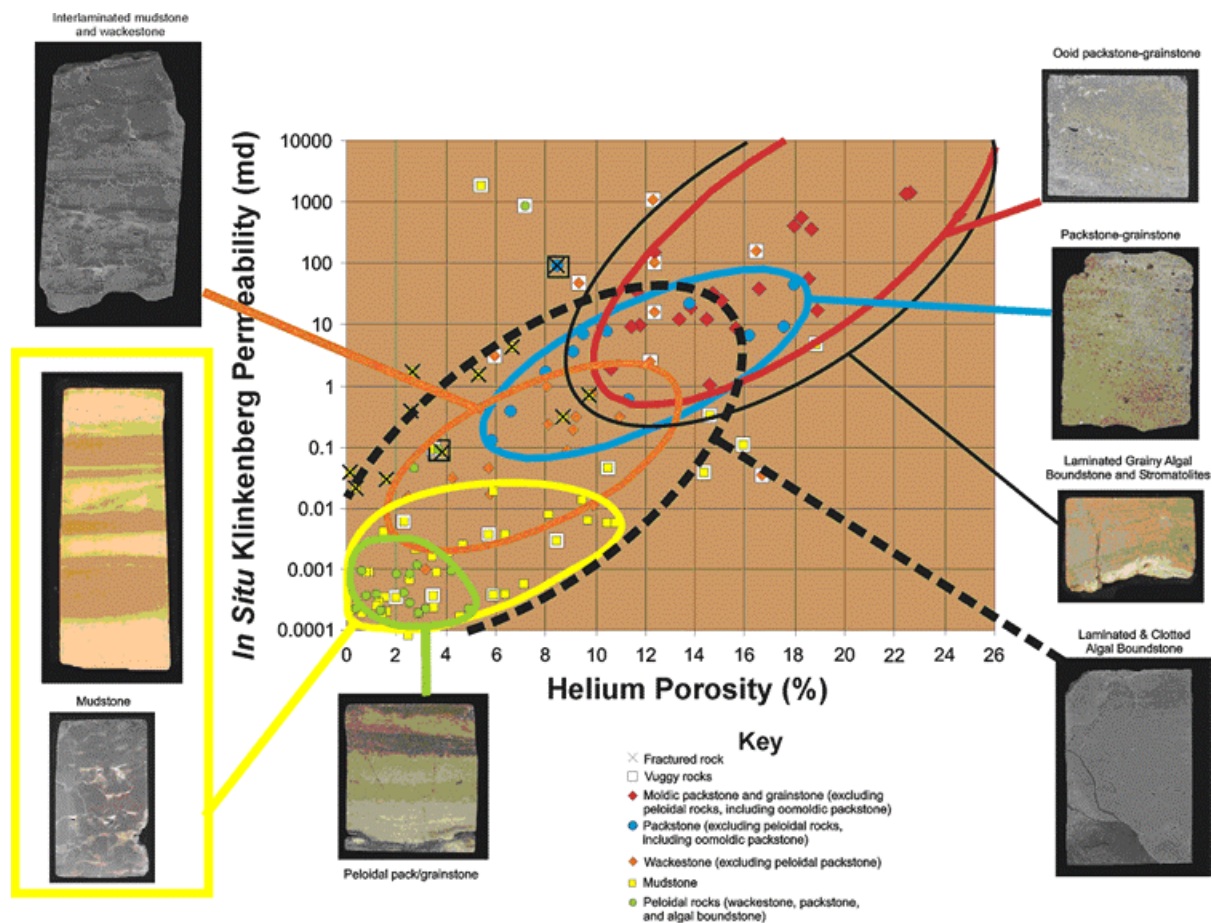 Interlaminated mudstone
and wackestone
Ooid packstone-grainstone
Packstone-grainstone
Laminated Grainy Algal
Boundstone and Stromatolites
Laminated & Clotted
Algal Boundstone
Mudstone
Peloidal pack/grainstone
In Situ Klinkenberg Permeability (md)
10000
1000
100
10
1
0.1
0.01
0.001
0.0001
0 2 4 6 8 10 12 14 16 18 20 22 24 26
Helium Porosity (%)
Key
Fractured rock
Vuggy rocks
Moldic packstone and grainstone (excluding
peloidal rocks, including oomoldic packstone)
Packstone (excluding peloidal rocks,
including oomoldic packstone)
Wackestone (excluding peloidal packstone)
Mudstone
Peloidal rocks (wackestone, packstone,
and algal boundstone)